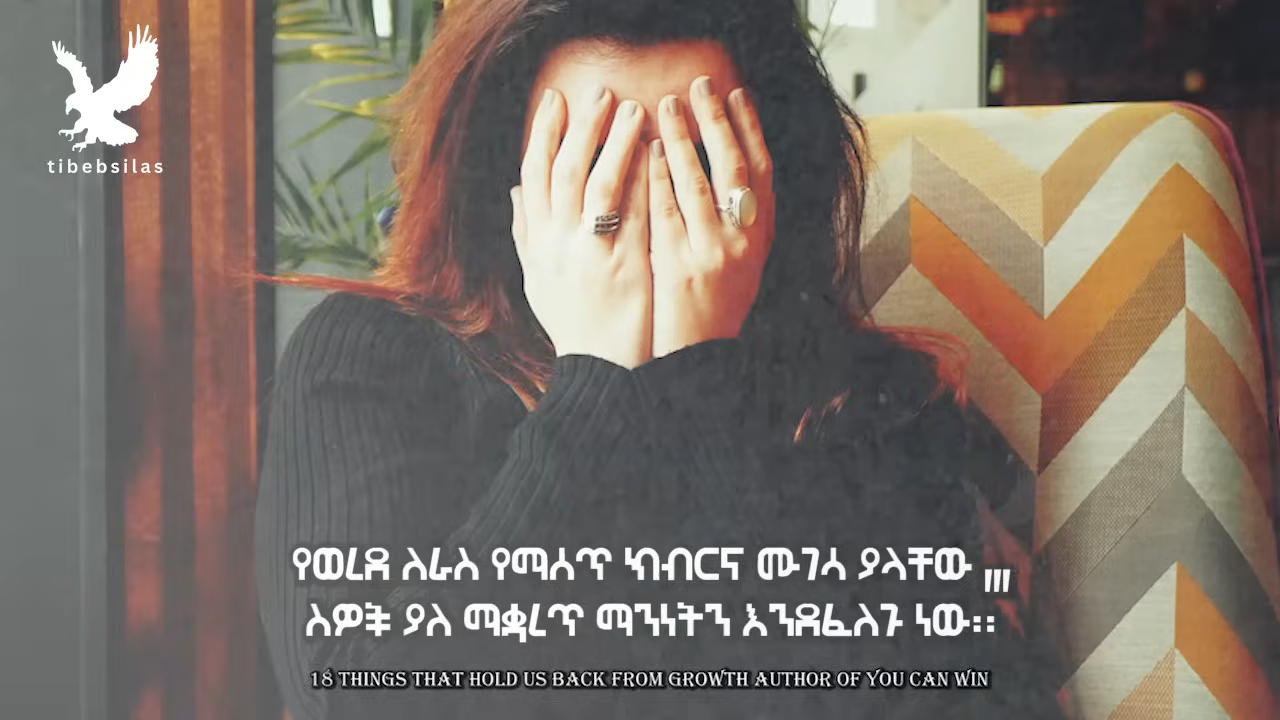 tibebsilas
የወረደ ለራስ የማሰጥ ክብርና ሙገሳ ያላቸው ,,,
ሰዎች ያለ ማቋረጥ ማንነትን እንደፈለጉ ነው።
18 THINGS THAT HOLD US BACK FROM GROWTH AUTHOR OF YOU CAN WIN